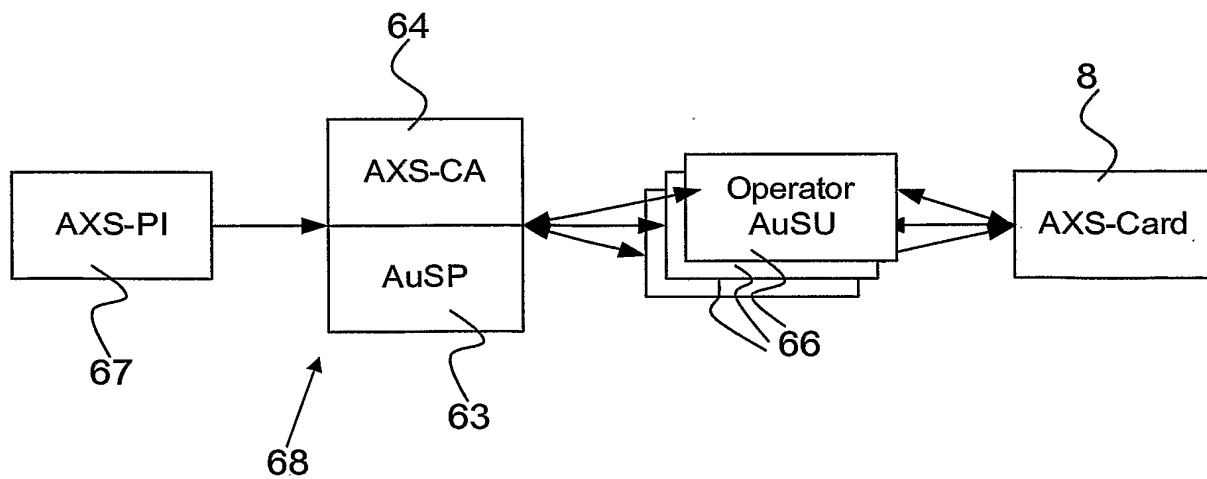 64
8
AXS-CA
Operator
AuSU
AXS-PI
AXS-Card
AuSP
66
67
63
68